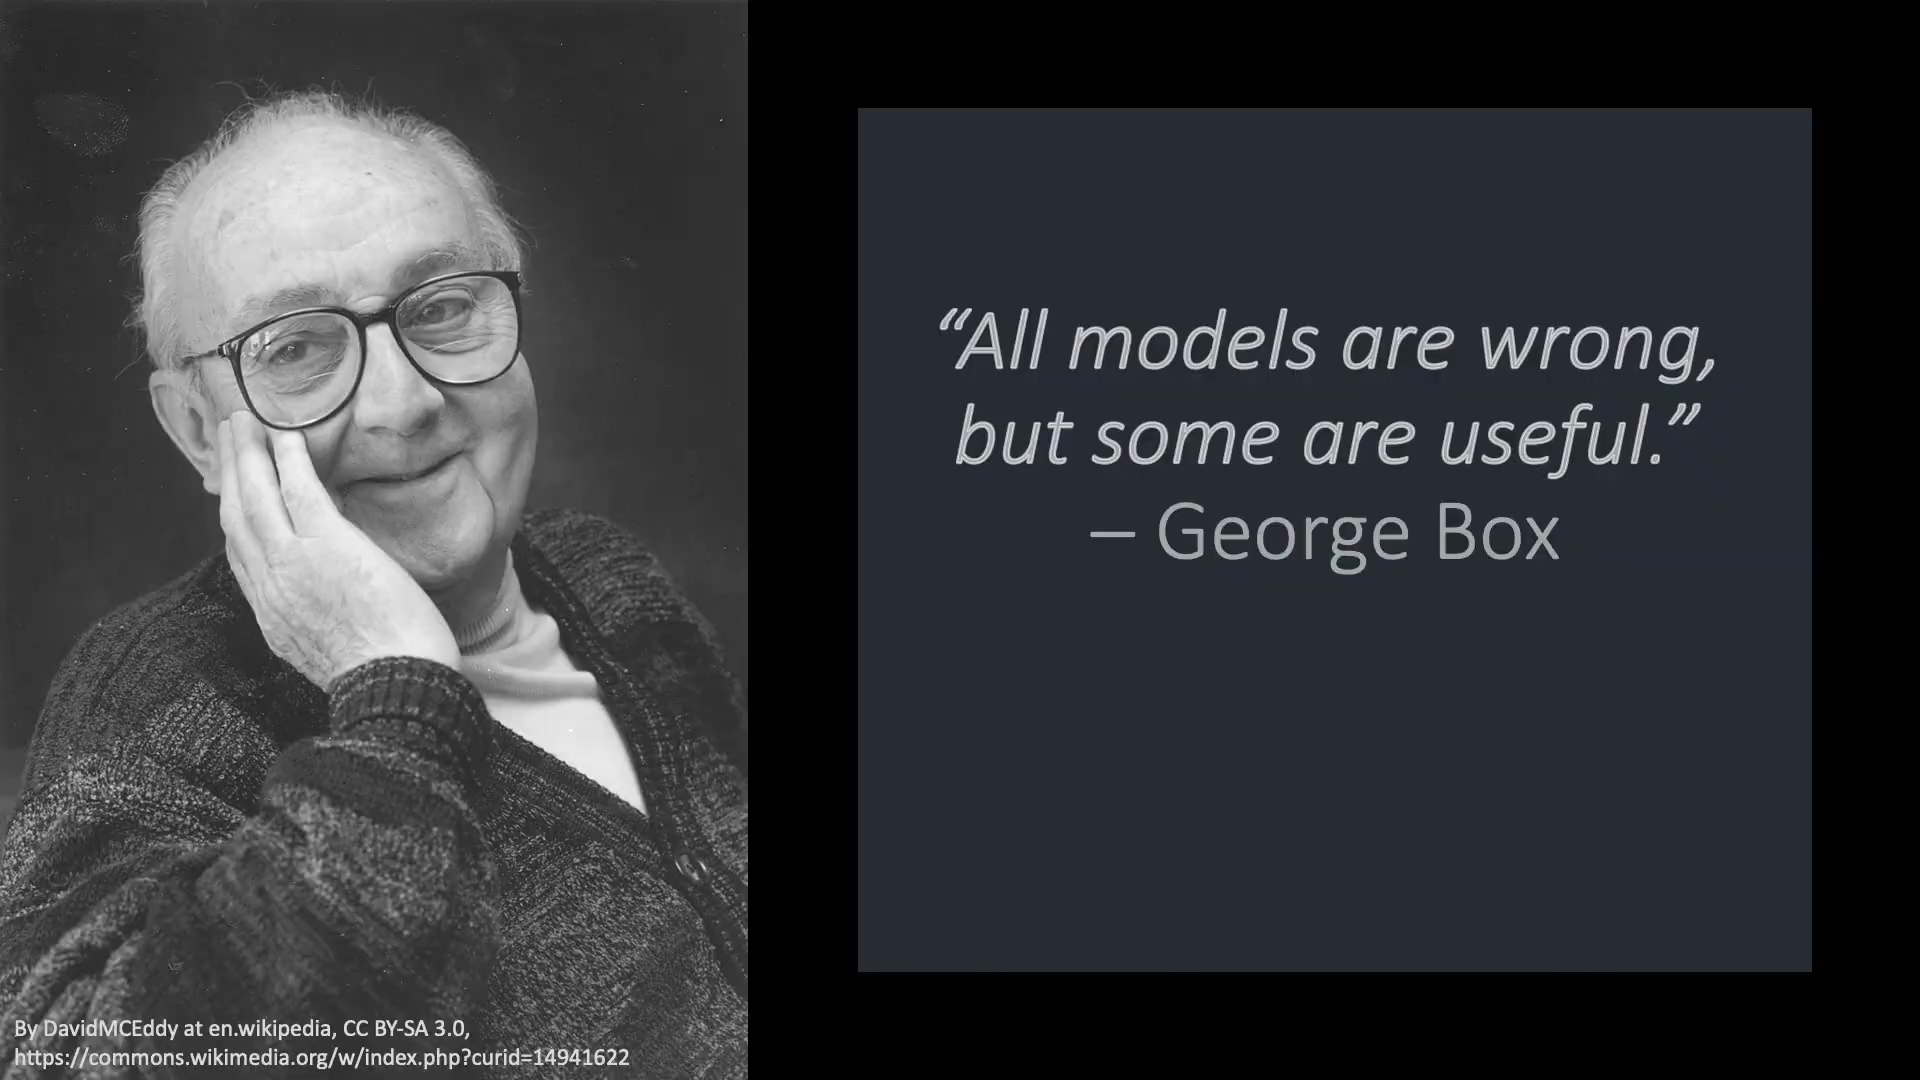 “All models are wrong,
but some are useful.”
– George Box
By DavidMCEddy at en.wikipedia, CC BY-SA 3.0,
https://commons.wikimedia.org/w/index.php?curid=14941622